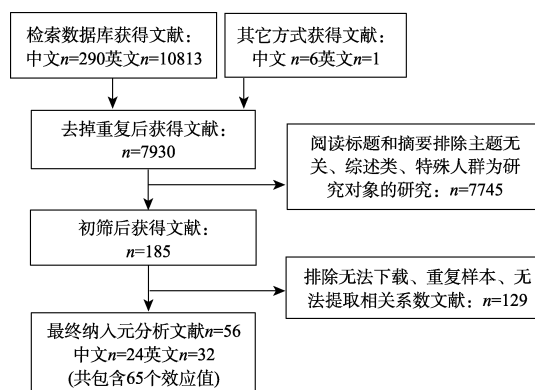 检索数据库获得文献：
中文n=290英文n=10813
其它方式获得文献：
中文 n=6英文n=1
去掉重复后获得文献：
n=7930
阅读标题和摘要排除主题无
关、综述类、特殊人群为研
究对象的研究：n=7745
初筛后获得文献：
n=185
排除无法下载、重复样本、无
法提取相关系数文献：n=129
最终纳入元分析文献n=56
中文n=24英文n=32
(共包含65个效应值)